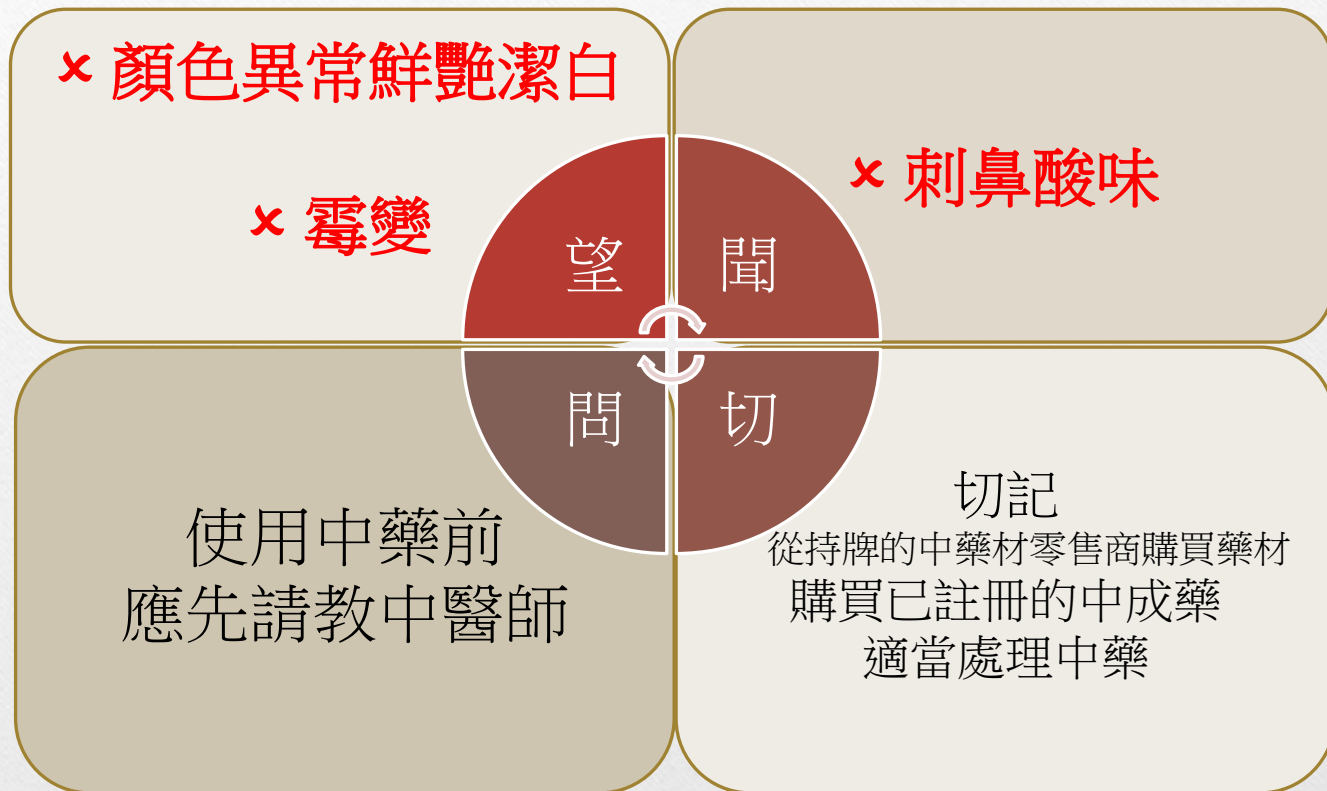 × 顏色異常鮮艷潔白
× 霉變
× 刺鼻酸味
望
聞
問
切
使用中藥前
應先請教中醫師
切記
從持牌的中藥材零售商購買藥材
購買已註冊的中成藥
適當處理中藥